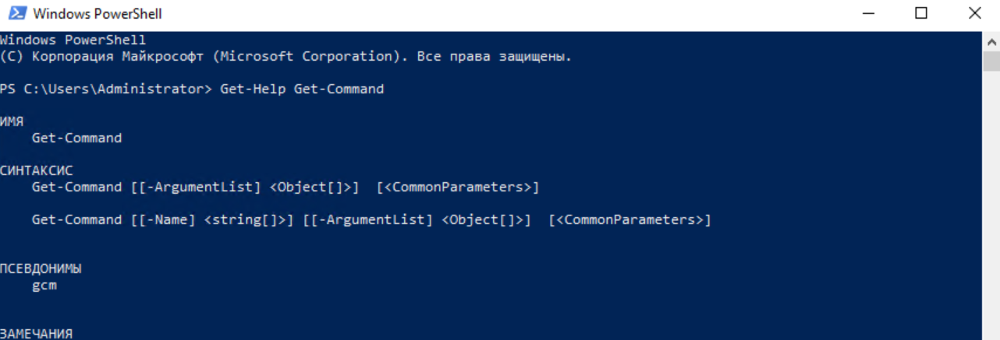 Windows PowerShell
Windows PowerShell
(C) Корпорация Майкрософт (Microsoft Corporation). Все права защищены.
PS C:\Users\Administrator> Get-Help Get-Command
ИМЯ
Get-Command
СИНТАКСИС
Get-Command [[-ArgumentList] <Object[]>]  [<CommonParameters>]
Get-Command [[-Name] <string[]>] [[-ArgumentList] <Object[]>]  [<CommonParameters>]
ПСЕВДОНИМЫ
gcm
ЗАМЕЧАНИЯ